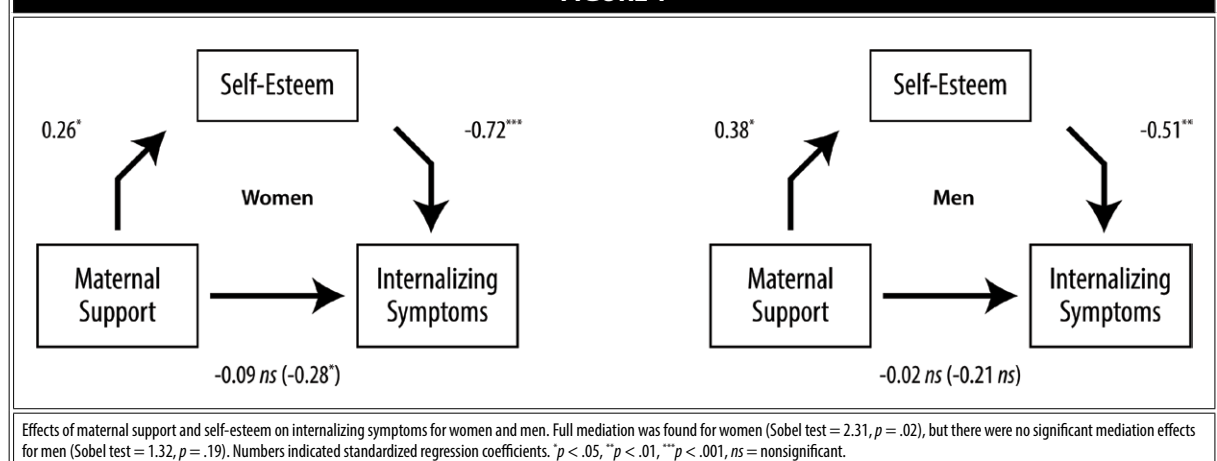 Self-Esteem
0.26*
-0.72***
Women
Maternal
Support
Internalizing
Symptoms
-0.09 ns (-0.28*)
Self-Esteem
0.38*
-0.51**
Men
Maternal
Support
Internalizing
Symptoms
-0.02 ns (-0.21 ns)
Effects of maternal support and self-esteem on internalizing symptoms for women and men. Full mediation was found for women (Sobel test = 2.31, p = .02), but there were no significant mediation effects
for men (Sobel test = 1.32, p = .19). Numbers indicated standardized regression coefficients. *p < .05, **p < .01, ***p < .001, ns = nonsignificant.